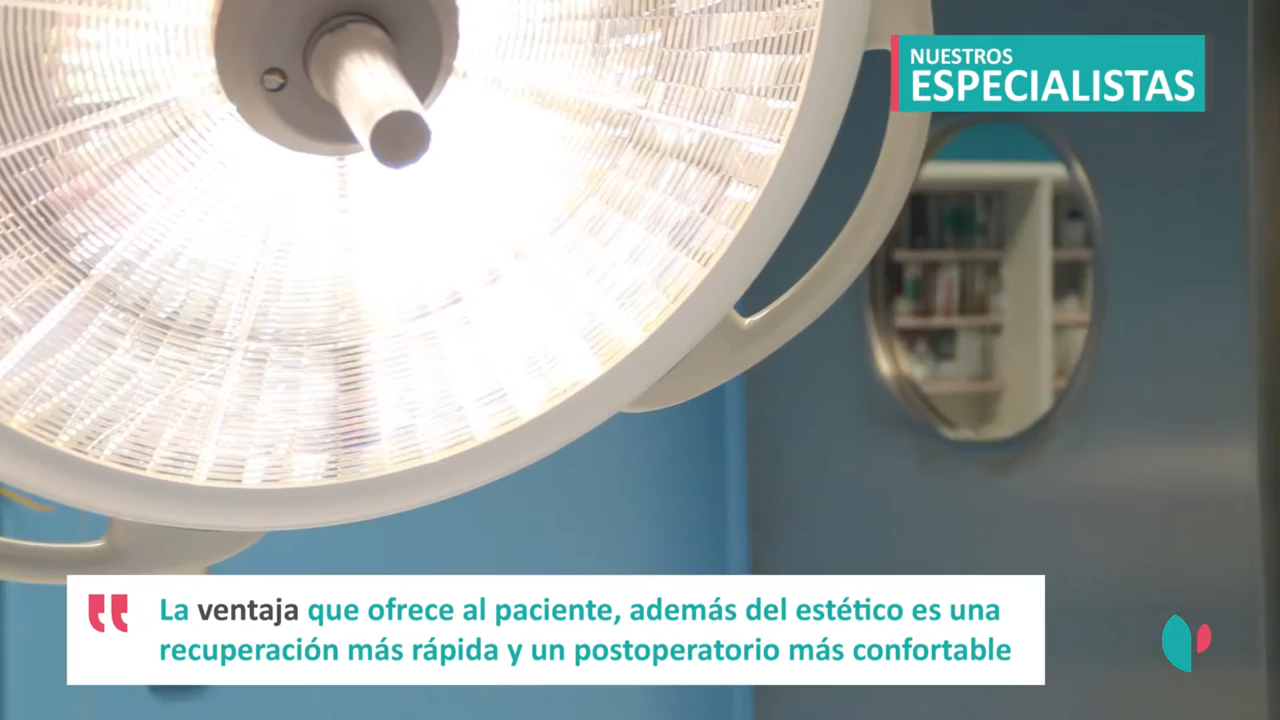 NUESTROS
ESPECIALISTAS
La ventaja que ofrece al paciente, además del estético es una
recuperación más rápida y un postoperatorio más confortable